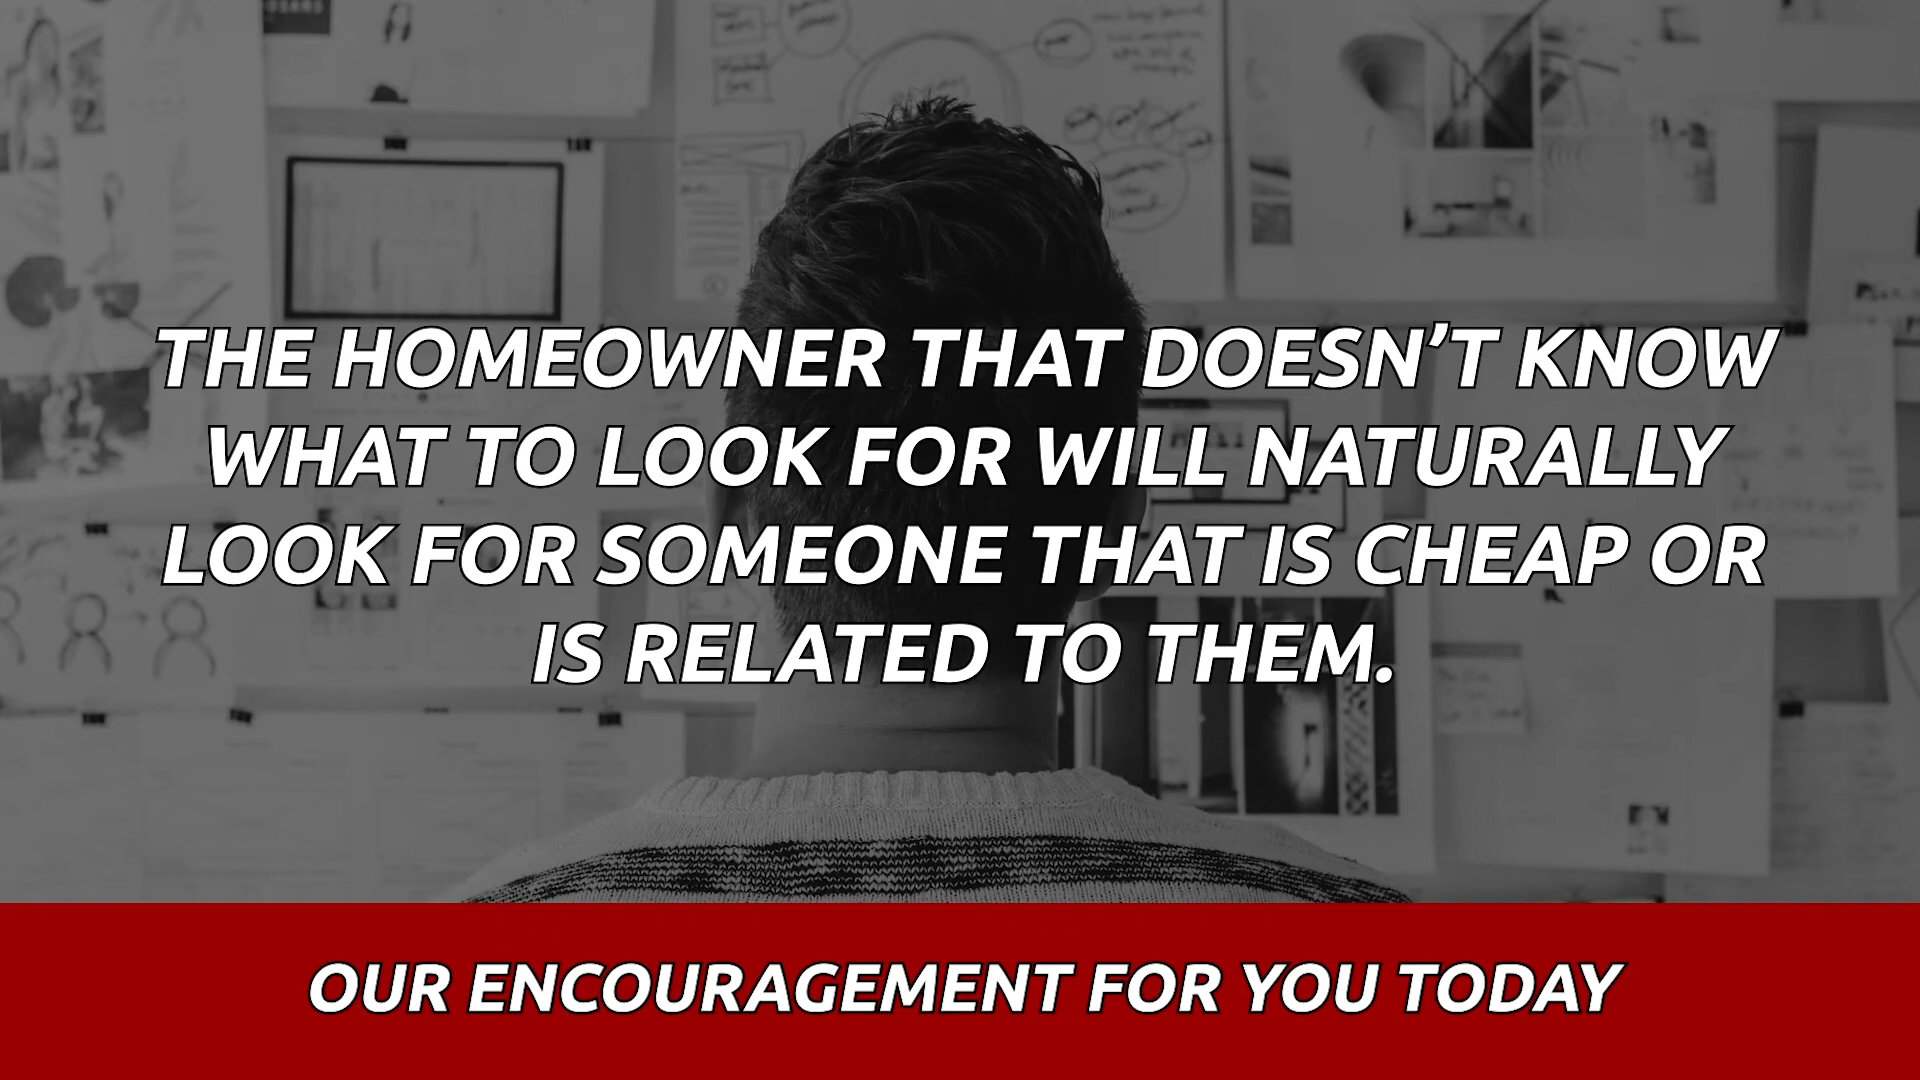 THE HOMEOWNER THAT DOESN’T KNOW
WHAT TO LOOK FOR WILL NATURALLY
LOOK FOR SOMEONE THAT IS CHEAP OR
IS RELATED TO THEM.
OUR ENCOURAGEMENT FOR YOU TODAY